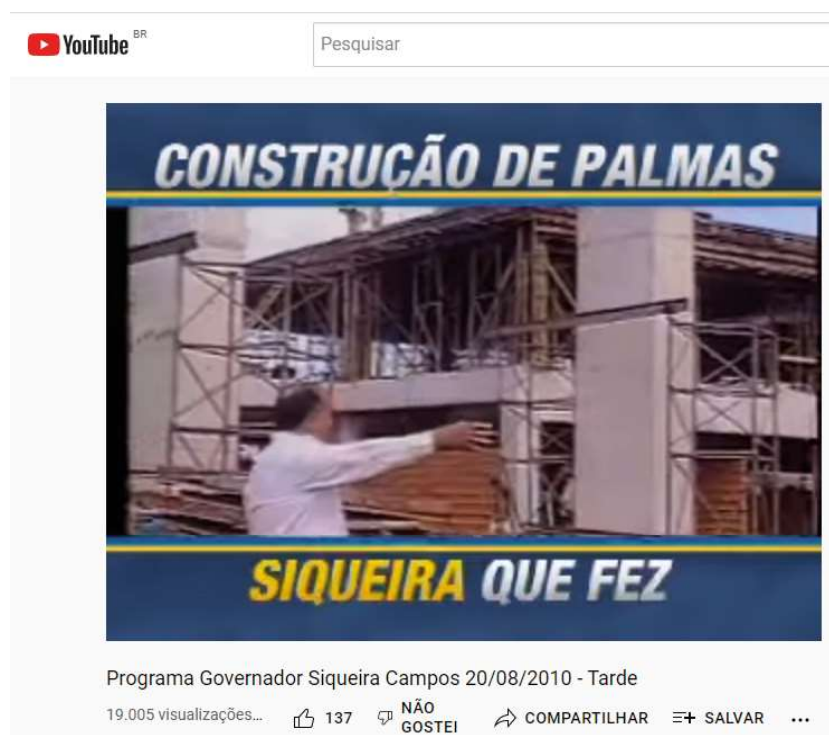 YouTube BR
Pesquisar
CONSTRUÇÃO DE PALMAS
SIQUEIRA QUE FEZ
Programa Governador Siqueira Campos 20/08/2010 - Tarde
19.005 visualizações... 137 NÃO GOSTEI COMPARTILHAR SALVAR ...